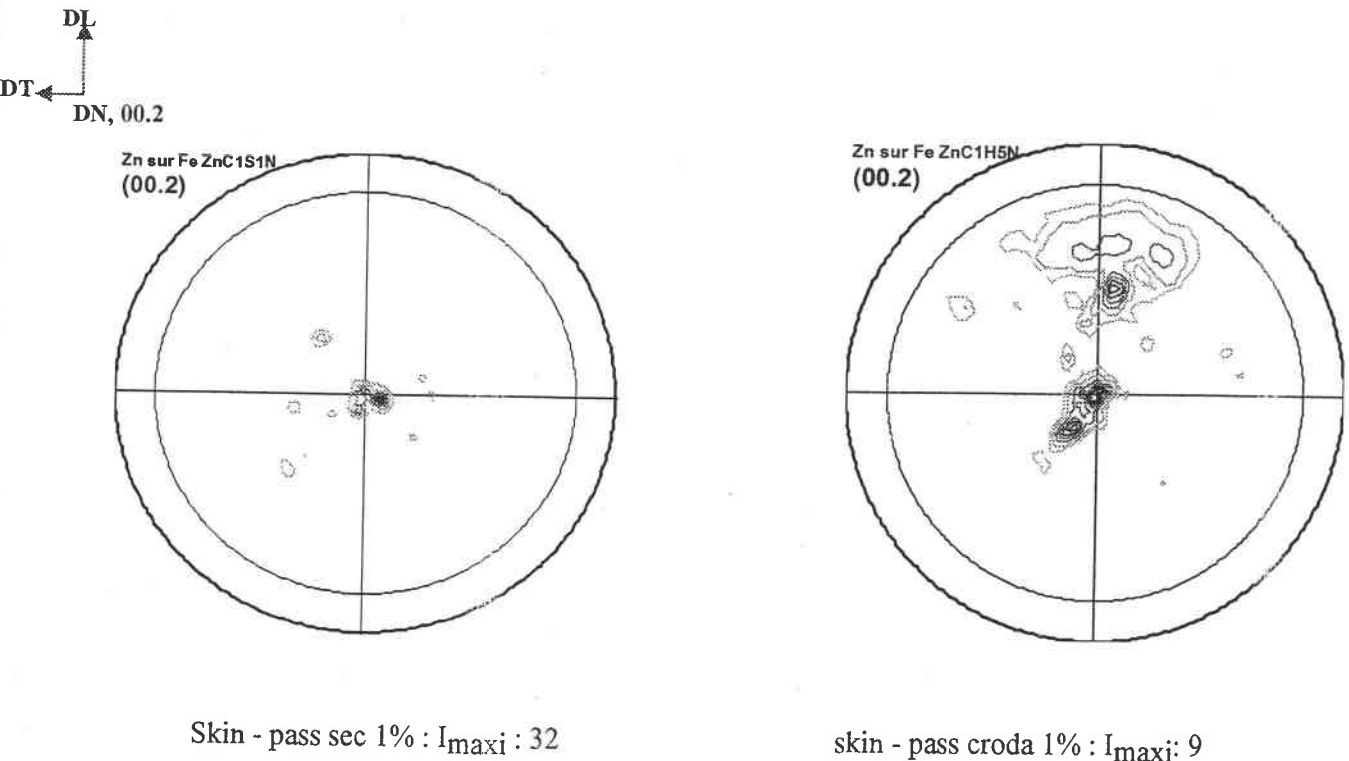 DL
DT
DN, 00.2
Zn sur Fe ZnC1S1N
(00.2)
Zn sur Fe ZnC1H5N
(00.2)
Skin - pass sec 1% : Imaxi : 32
skin - pass croda 1% : Imaxi: 9